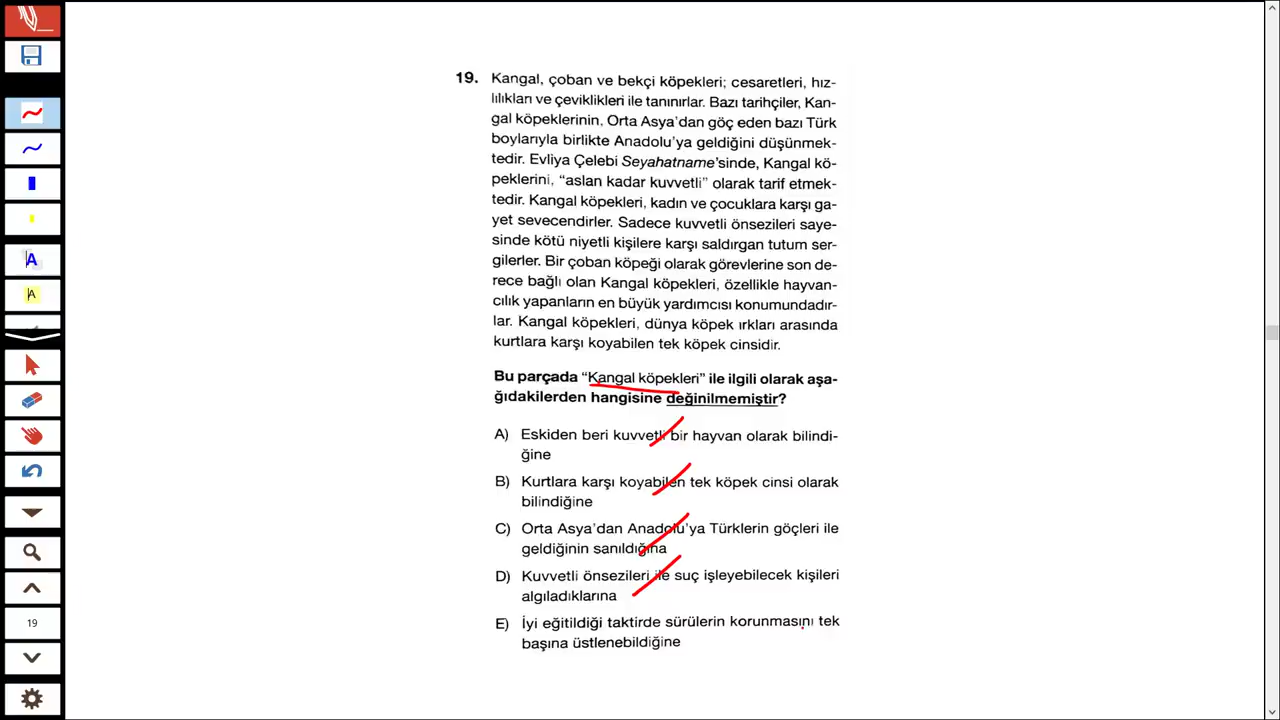 19. Kangal, çoban ve bekçi köpekleri; cesaretleri, hız-
lılıkları ve çeviklikleri ile tanınırlar. Bazı tarihçiler, Kan-
gal köpeklerinin, Orta Asya'dan göç eden bazı Türk
boylarıyla birlikte Anadolu'ya geldiğini düşünmek-
tedir. Evliya Çelebi Seyahatname'sinde, Kangal kö-
peklerini, “aslan kadar kuvvetli” olarak tarif etmek-
tedir. Kangal köpekleri, kadın ve çocuklara karşı ga-
yet sevecendirler. Sadece kuvvetli önsezileri saye-
sinde kötü niyetli kişilere karşı saldırgan tutum ser-
gilerler. Bir çoban köpeği olarak görevlerine son de-
rece bağlı olan Kangal köpekleri, özellikle hayvan-
cılık yapanların en büyük yardımcısı konumundadır-
lar. Kangal köpekleri, dünya köpek ırkları arasında
kurtlara karşı koyabilen tek köpek cinsidir.
Bu parçada “Kangal köpekleri” ile ilgili olarak aşa-
ğıdakilerden hangisine değinilmemiştir?
A) Eskiden beri kuvvetli bir hayvan olarak bilindi-
ğine
B) Kurtlara karşı koyabilen tek köpek cinsi olarak
bilindiğine
C) Orta Asya'dan Anadolu'ya Türklerin göçleri ile
geldiğinin sanıldığına
D) Kuvvetli önsezileri ile suç işleyebilecek kişileri
algıladıklarına
E) İyi eğitildiği taktirde sürülerin korunmasını tek
başına üstlenebildiğine
A
A
19